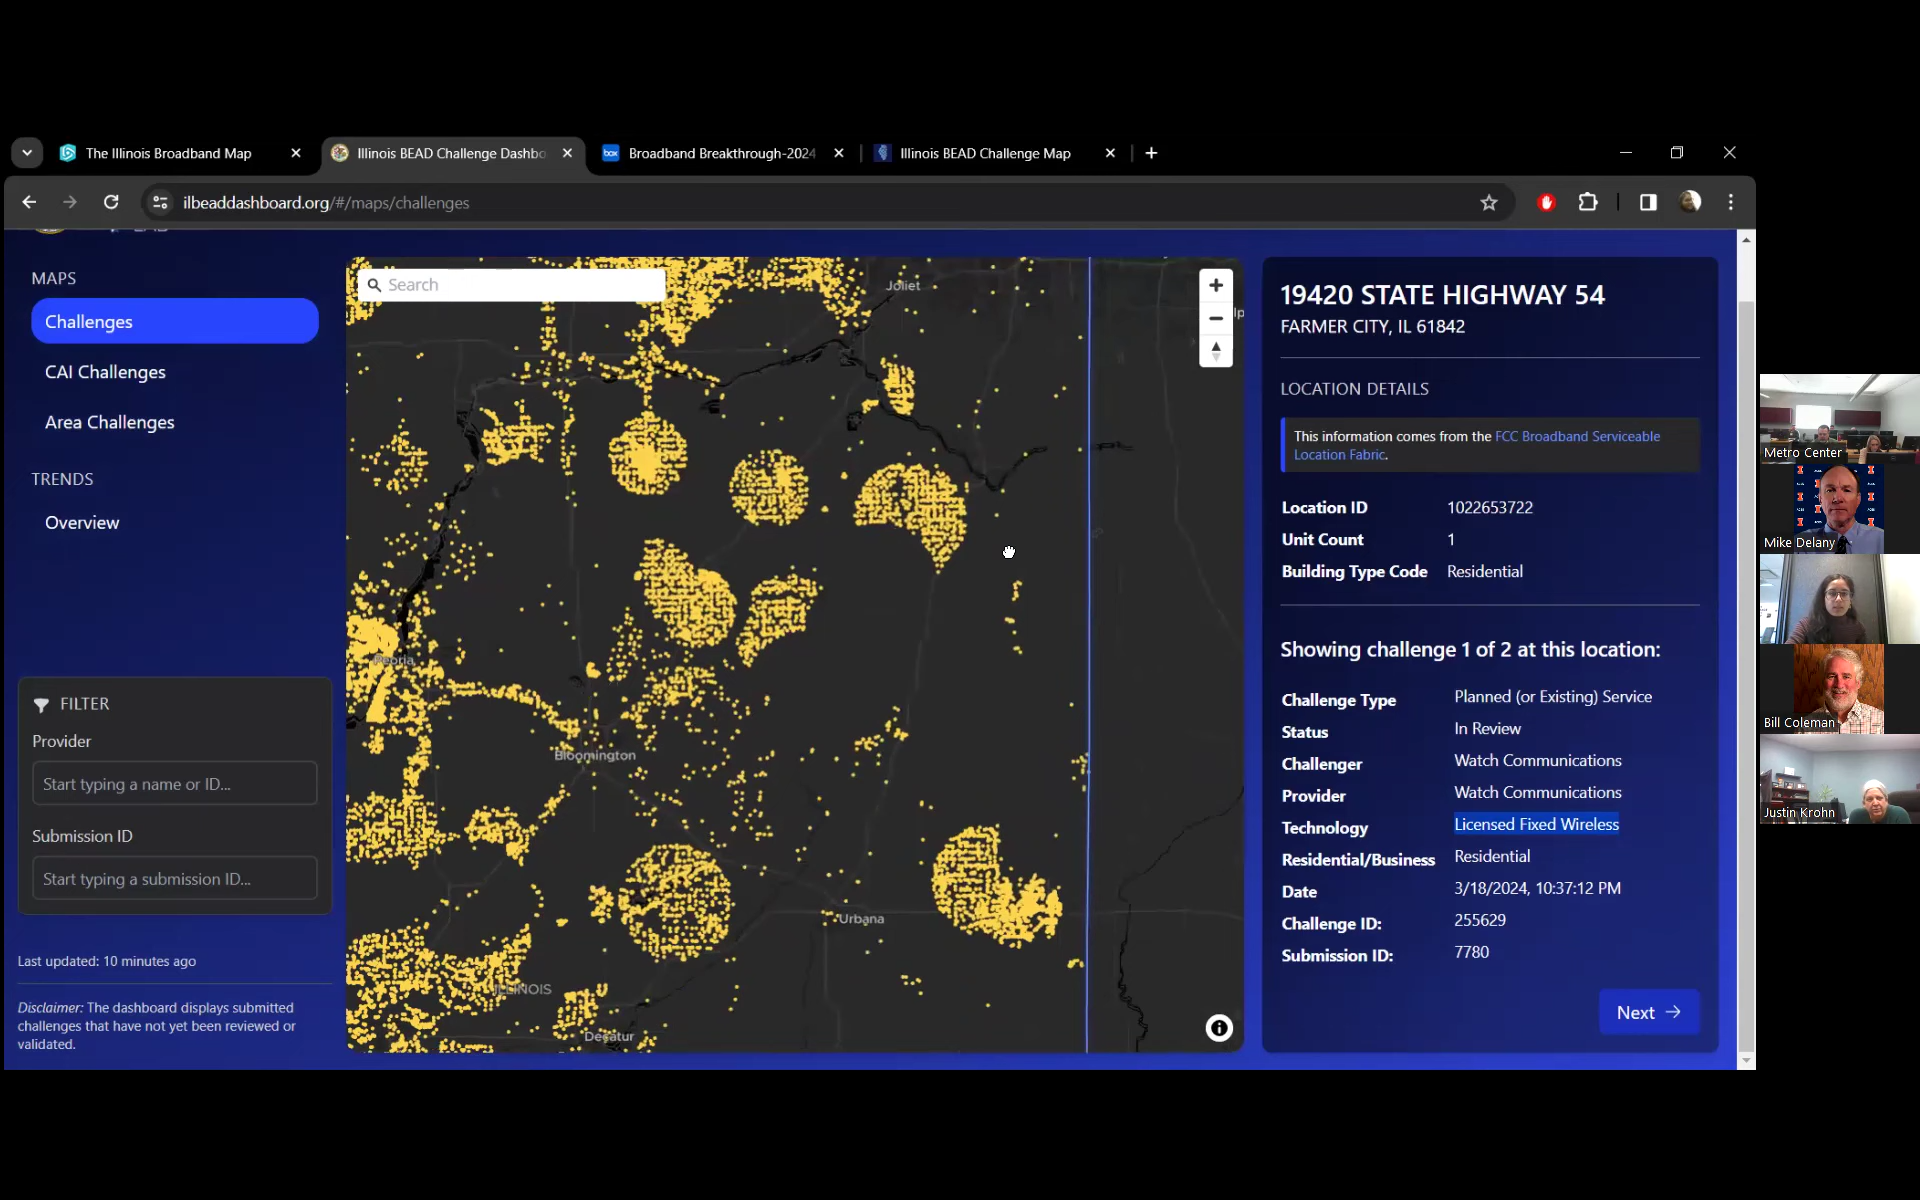 The Illinois Broadband Map
Illinois BEAD Challenge Dashbo
Broadband Breakthrough-2024
Illinois BEAD Challenge Map
ilbeaddashboard.org/#/maps/challenges
MAPS
Challenges
CAI Challenges
Area Challenges
TRENDS
Overview
FILTER
Provider
Start typing a name or ID...
Submission ID
Start typing a submission ID...
Last updated: 10 minutes ago
Disclaimer: The dashboard displays submitted
challenges that have not yet been reviewed or
validated.
Search
Joliet
Peoria
Bloomington
Urbana
ILLINOIS
Decatur
19420 STATE HIGHWAY 54
FARMER CITY, IL 61842
LOCATION DETAILS
This information comes from the FCC Broadband Serviceable
Location Fabric.
Location ID 1022653722
Unit Count 1
Building Type Code Residential
Showing challenge 1 of 2 at this location:
Challenge Type Planned (or Existing) Service
Status In Review
Challenger Watch Communications
Provider Watch Communications
Technology Licensed Fixed Wireless
Residential/Business Residential
Date 3/18/2024, 10:37:12 PM
Challenge ID: 255629
Submission ID: 7780
Next
Metro Center
Mike Delany
Bill Coleman
Justin Krohn